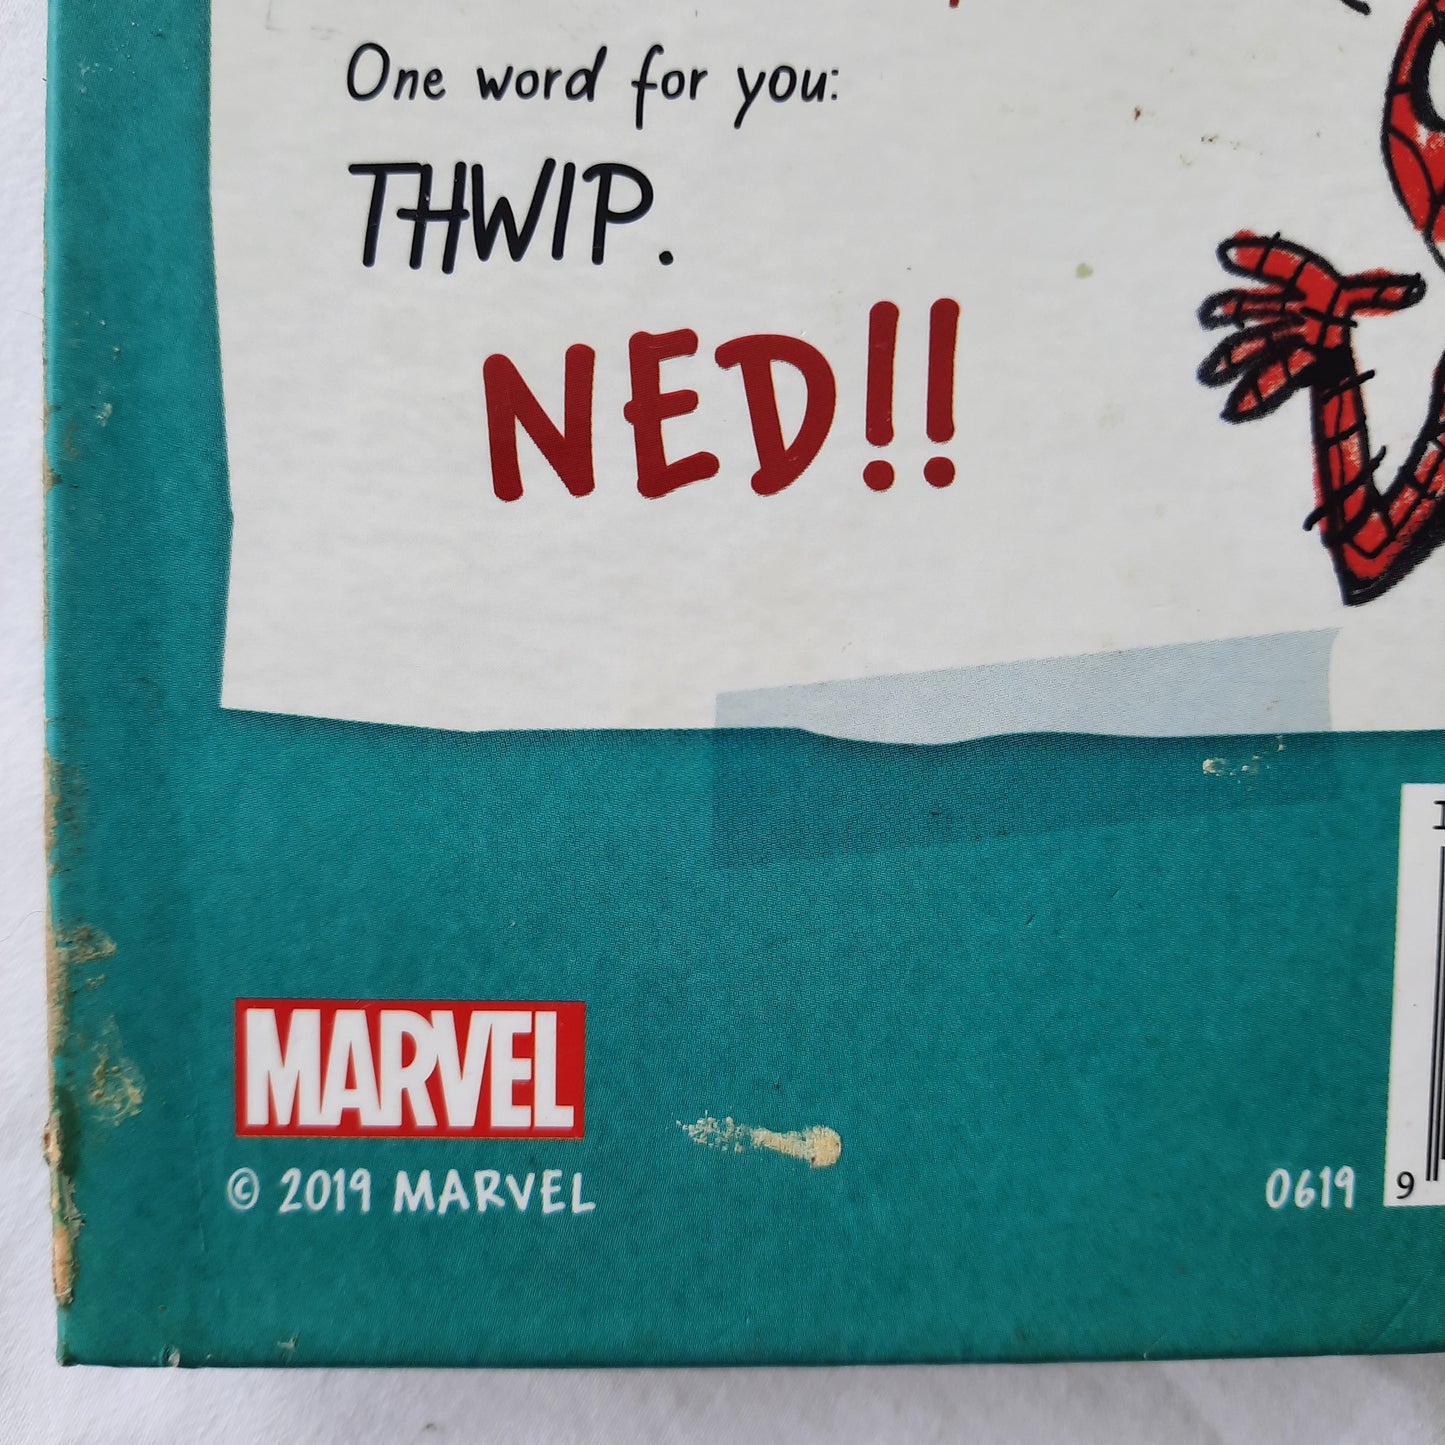 One word for you:
THWIP.
NED!!
MARVEL
© 2019 MARVEL
0619
9